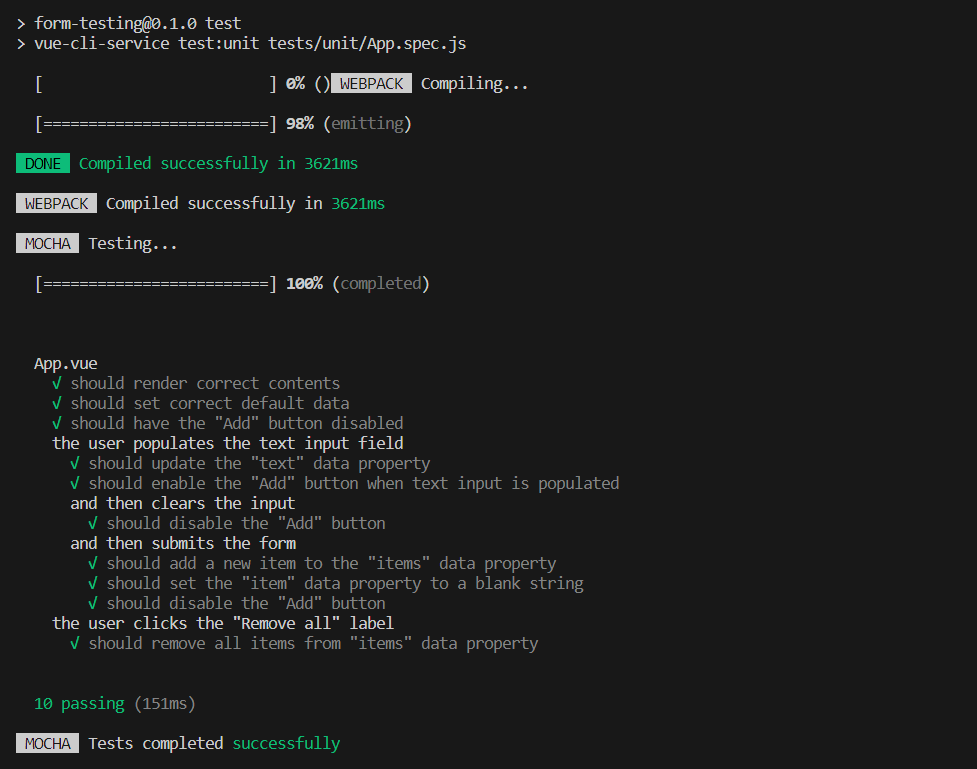 > form-testing@0.1.0 test
> vue-cli-service test:unit tests/unit/App.spec.js
[                         ] 0% () WEBPACK Compiling...
[=========================] 98% (emitting)
DONE Compiled successfully in 3621ms
WEBPACK Compiled successfully in 3621ms
MOCHA Testing...
[=========================] 100% (completed)
App.vue
√ should render correct contents
√ should set correct default data
√ should have the "Add" button disabled
the user populates the text input field
√ should update the "text" data property
√ should enable the "Add" button when text input is populated
and then clears the input
√ should disable the "Add" button
and then submits the form
√ should add a new item to the "items" data property
√ should set the "item" data property to a blank string
√ should disable the "Add" button
the user clicks the "Remove all" label
√ should remove all items from "items" data property
10 passing (151ms)
MOCHA Tests completed successfully